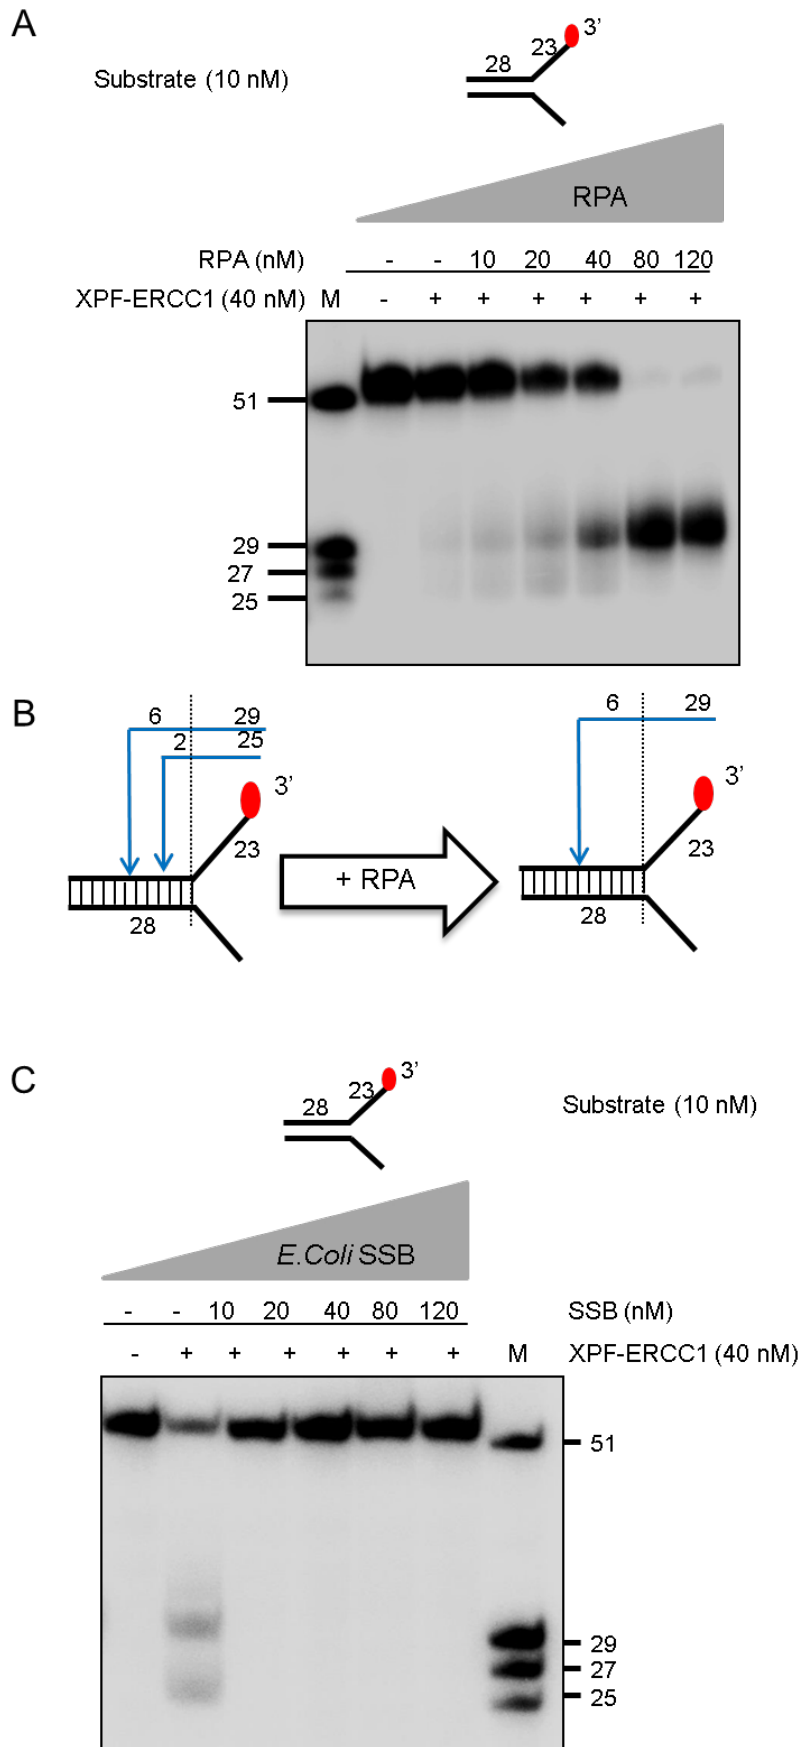 A
3'
23
28
Substrate (10 nM)
RPA
RPA (nM) - - 10 20 40 80 120
XPF-ERCC1 (40 nM) M - + + + + + +
51
29
27
25
B
6 29
2 25
3'
23
28
+ RPA
6 29
3'
23
28
C
3'
23
28
Substrate (10 nM)
E.Coli SSB
- - 10 20 40 80 120 SSB (nM)
- + + + + + + M XPF-ERCC1 (40 nM)
51
29
27
25